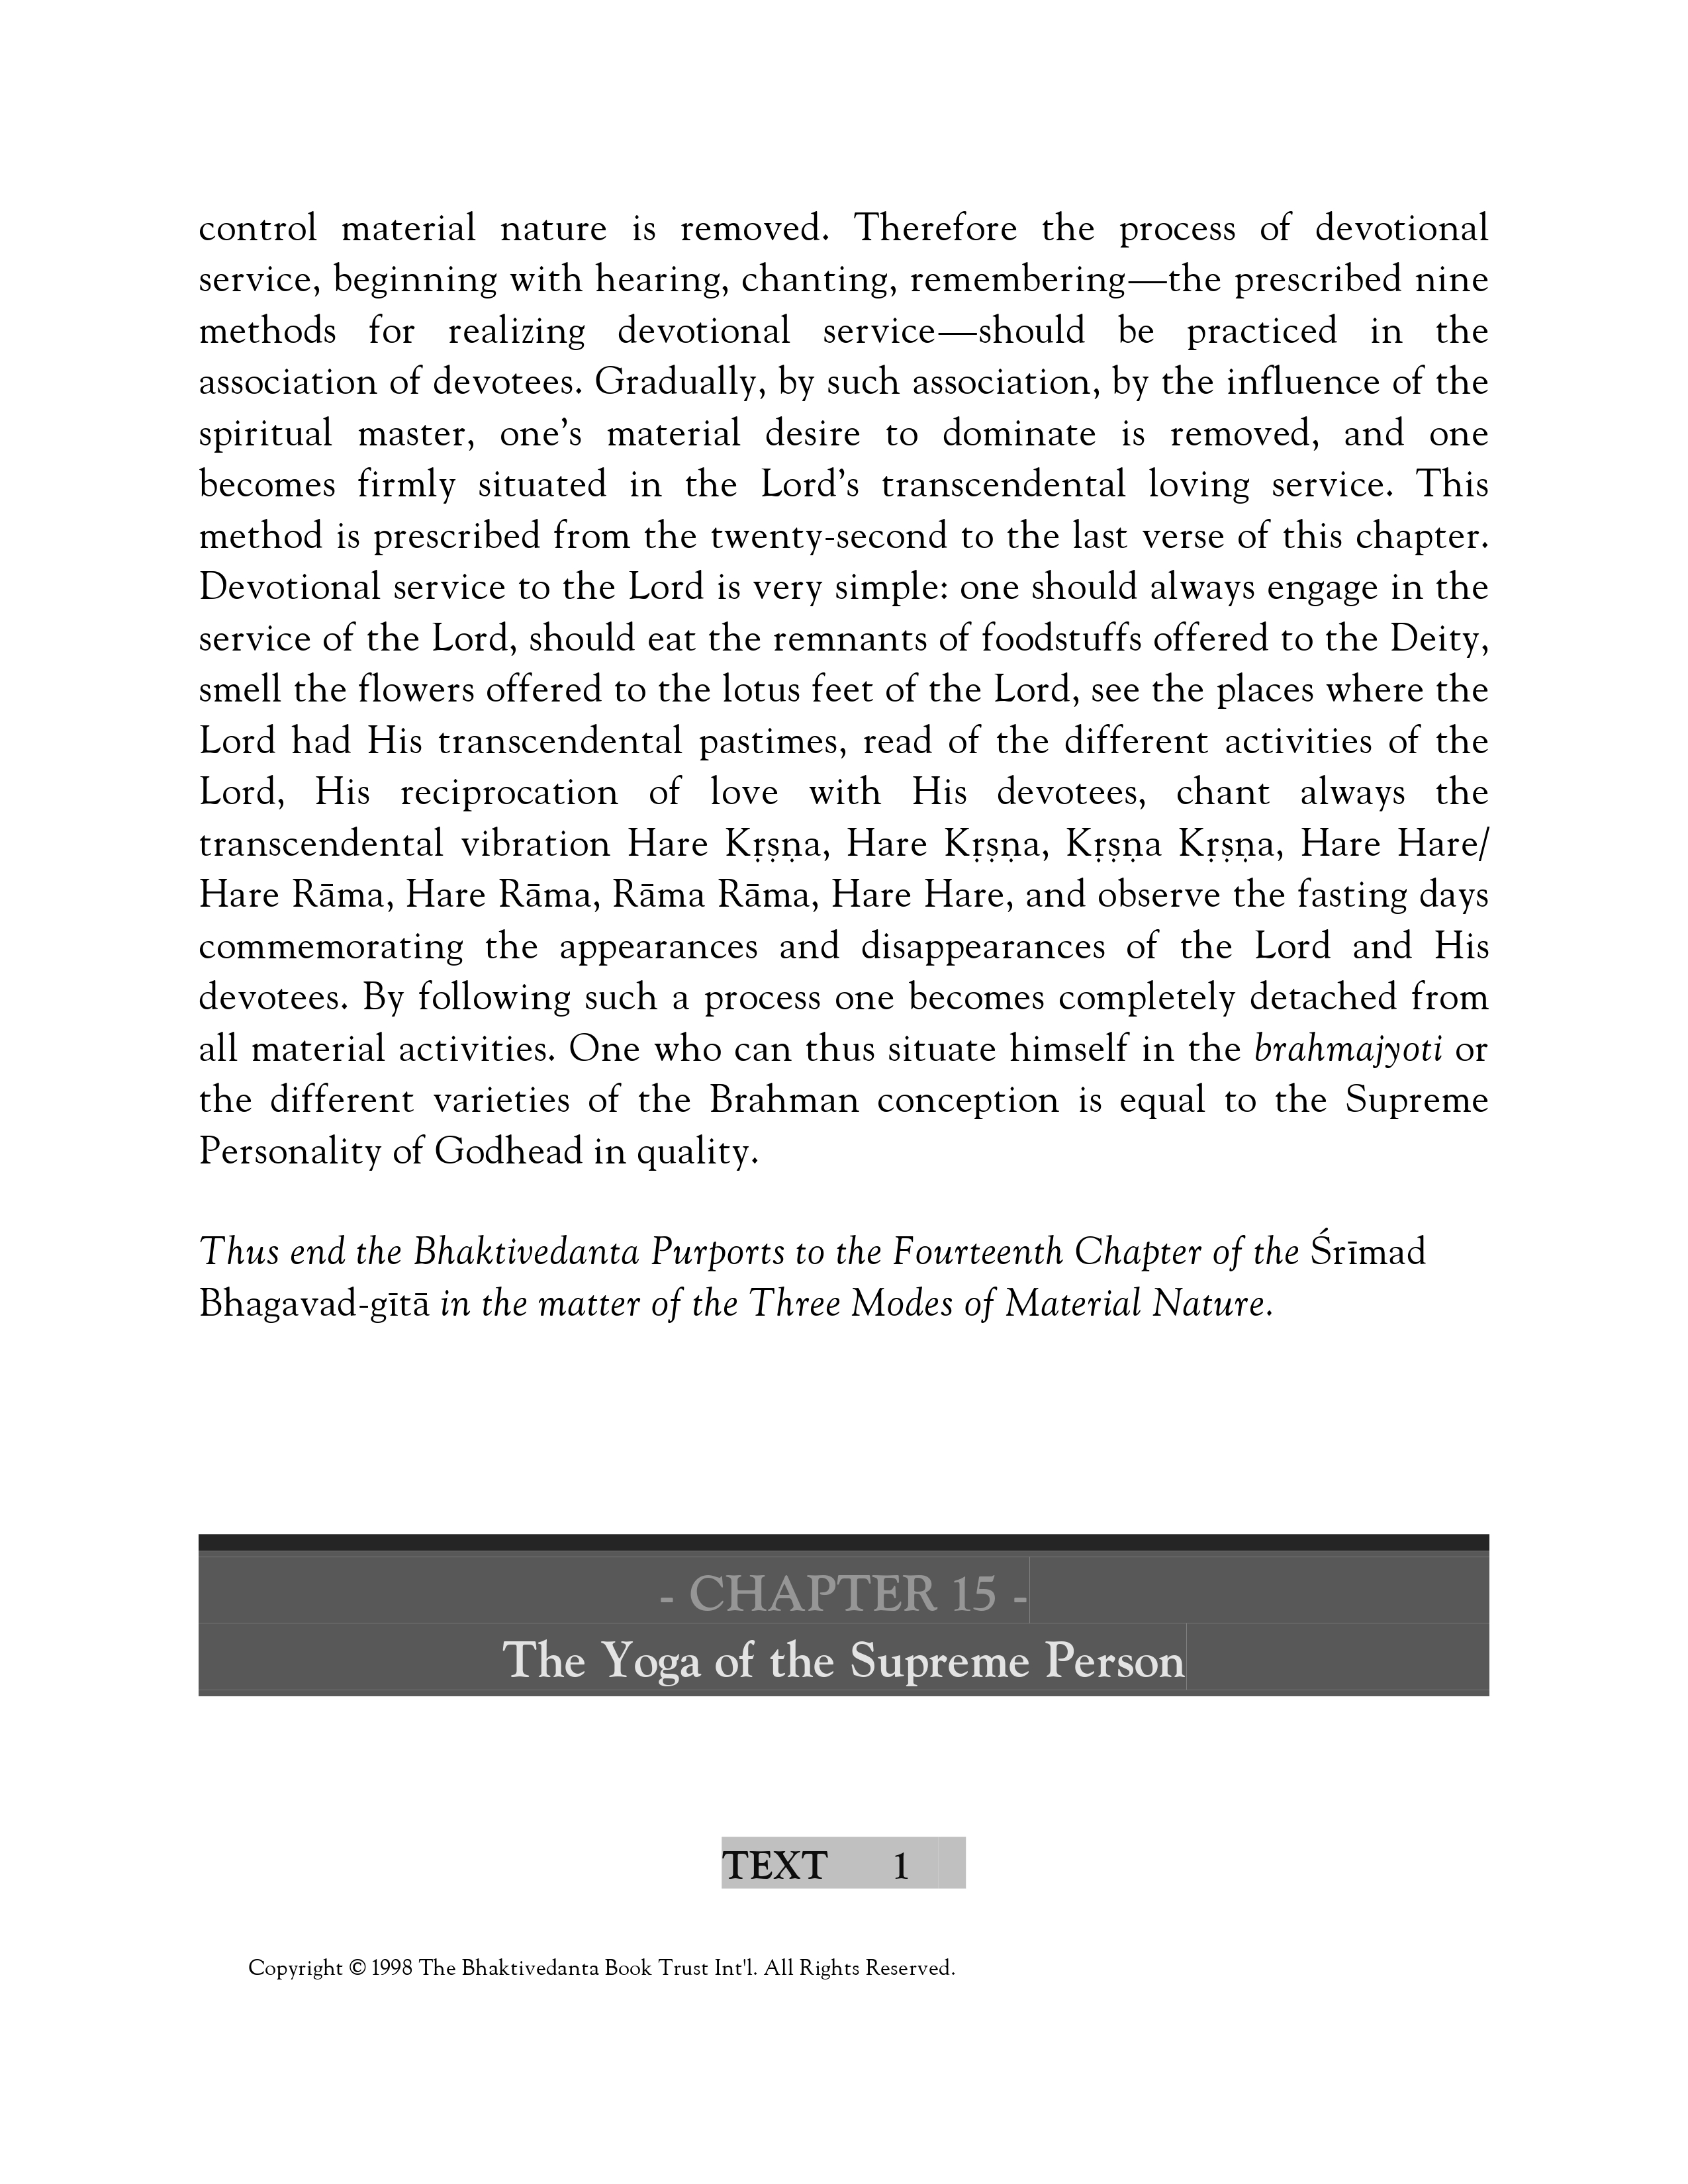 control material nature is removed. Therefore the process of devotional
service, beginning with hearing, chanting, remembering—the prescribed nine
methods for realizing devotional service—should be practiced in the
association of devotees. Gradually, by such association, by the influence of the
spiritual master, one’s material desire to dominate is removed, and one
becomes firmly situated in the Lord’s transcendental loving service. This
method is prescribed from the twenty-second to the last verse of this chapter.
Devotional service to the Lord is very simple: one should always engage in the
service of the Lord, should eat the remnants of foodstuffs offered to the Deity,
smell the flowers offered to the lotus feet of the Lord, see the places where the
Lord had His transcendental pastimes, read of the different activities of the
Lord, His reciprocation of love with His devotees, chant always the
transcendental vibration Hare Kṛṣṇa, Hare Kṛṣṇa, Kṛṣṇa Kṛṣṇa, Hare Hare/
Hare Rāma, Hare Rāma, Rāma Rāma, Hare Hare, and observe the fasting days
commemorating the appearances and disappearances of the Lord and His
devotees. By following such a process one becomes completely detached from
all material activities. One who can thus situate himself in the brahmajyoti or
the different varieties of the Brahman conception is equal to the Supreme
Personality of Godhead in quality.
Thus end the Bhaktivedanta Purports to the Fourteenth Chapter of the Śrīmad
Bhagavad-gītā in the matter of the Three Modes of Material Nature.
- CHAPTER 15 -
The Yoga of the Supreme Person
TEXT 1
Copyright © 1998 The Bhaktivedanta Book Trust Int'l. All Rights Reserved.